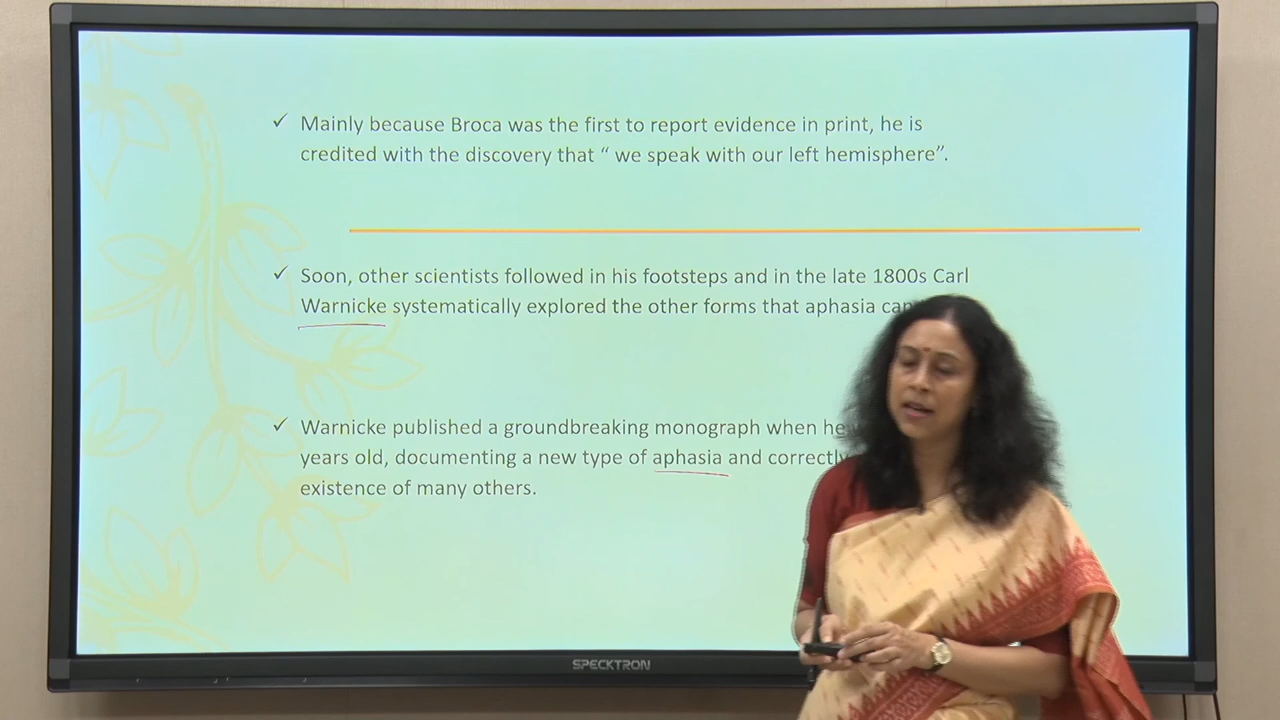 ✓ Mainly because Broca was the first to report evidence in print, he is
credited with the discovery that “ we speak with our left hemisphere”.
✓ Soon, other scientists followed in his footsteps and in the late 1800s Carl
Warnicke systematically explored the other forms that aphasia can
✓ Warnicke published a groundbreaking monograph when he
years old, documenting a new type of aphasia and correctly
existence of many others.
SPECKTRON